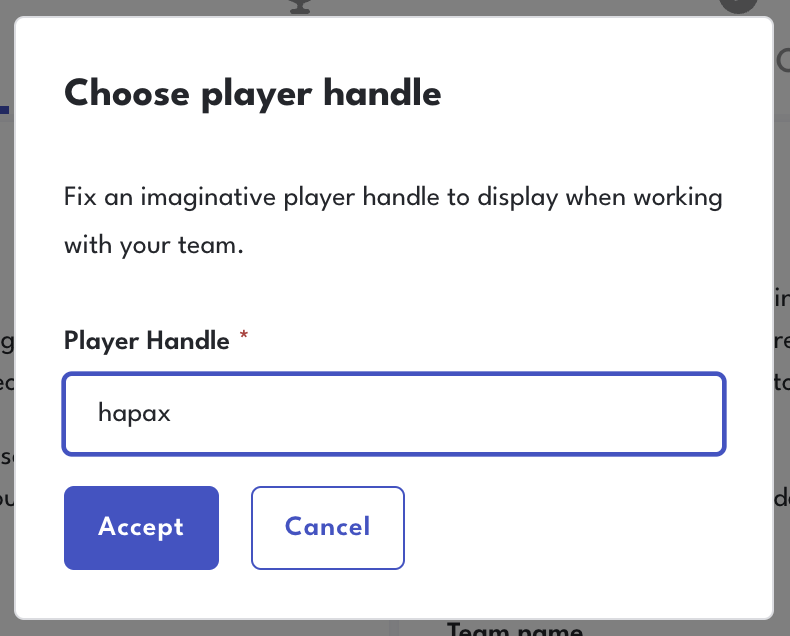 Choose player handle
Fix an imaginative player handle to display when working
with your team.
Player Handle *
hapax
Accept
Cancel
Team name